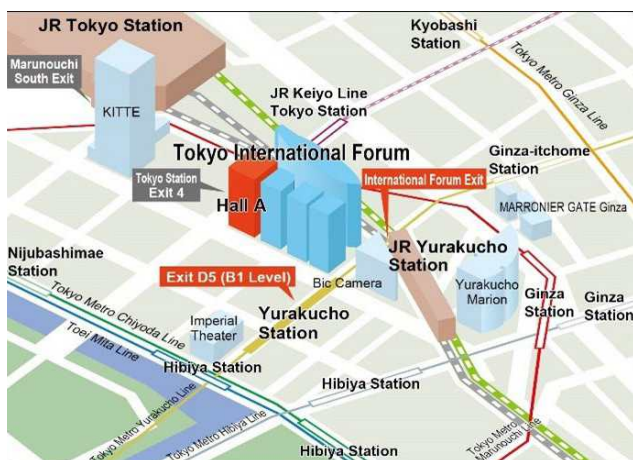 JR Tokyo Station
Marunouchi
South Exit
KITTE
Kyobashi
Station
Tokyo Metro Ginza Line
JR Keiyo Line
Tokyo Station
Tokyo International Forum
Ginza-itchome
Station
Tokyo Station
Exit 4
Hall A
International Forum Exit
MARRONIER GATE Ginza
JR Yurakucho
Station
Nijubashimae
Station
Exit D5 (B1 Level)
Bic Camera
Yurakucho
Marion
Ginza
Station
Ginza
Station
Tokyo Metro Chiyoda Line
Toei Mita Line
Imperial
Theater
Yurakucho
Station
Hibiya Station
Hibiya Station
Tokyo Metro Yurakucho Line
Tokyo Metro Hibiya Line
Tokyo Metro
Marunouchi Line
Hibiya Station